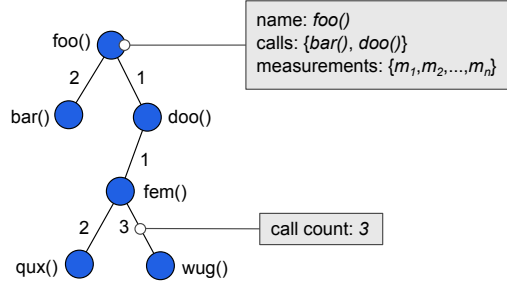 name: foo()
calls: {bar(), doo()}
measurements: {m1,m2,...,mn}
foo()
2
1
bar()
doo()
1
fem()
2
3
call count: 3
qux()
wug()